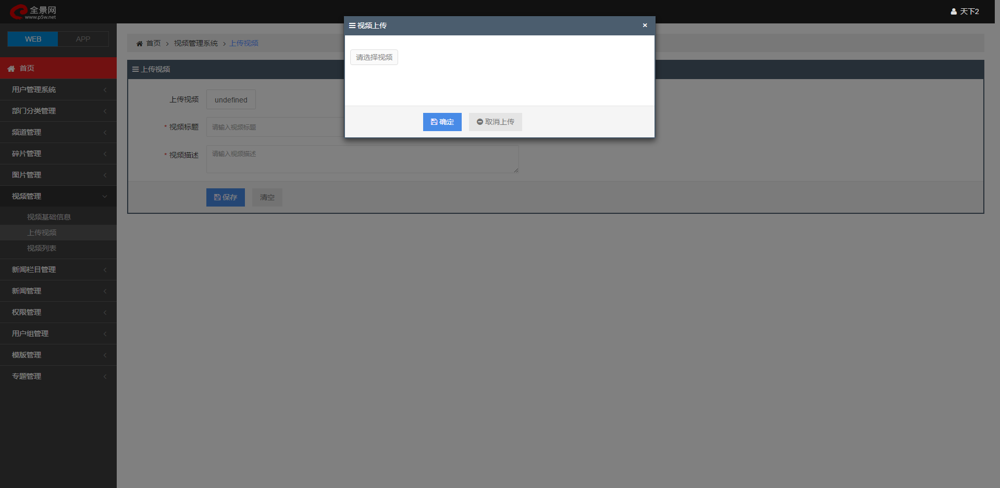 全景网
www.p5w.net
天下2
WEB
APP
首页
用户管理系统
部门分类管理
频道管理
碎片管理
图片管理
视频管理
视频基础信息
上传视频
视频列表
新闻栏目管理
新闻管理
权限管理
用户组管理
模版管理
专题管理
首页 > 视频管理系统 > 上传视频
上传视频
上传视频 undefined
* 视频标题 请输入视频标题
* 视频描述 请输入视频描述
保存 清空
视频上传 ×
请选择视频
确定 取消上传